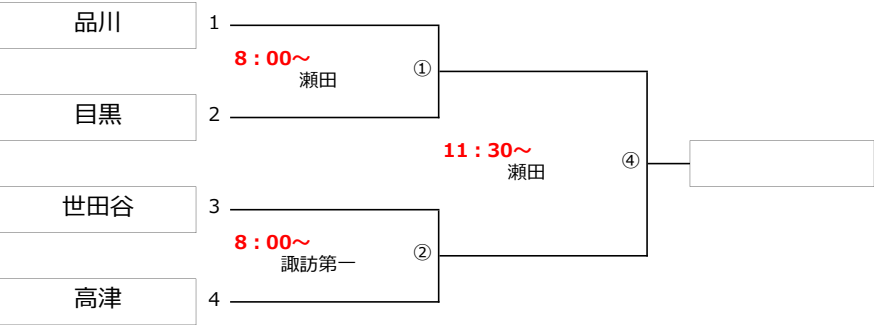 品川 1
8：00～
瀬田
①
目黒 2
11：30～
瀬田
④
世田谷 3
8：00～
諏訪第一
②
高津 4